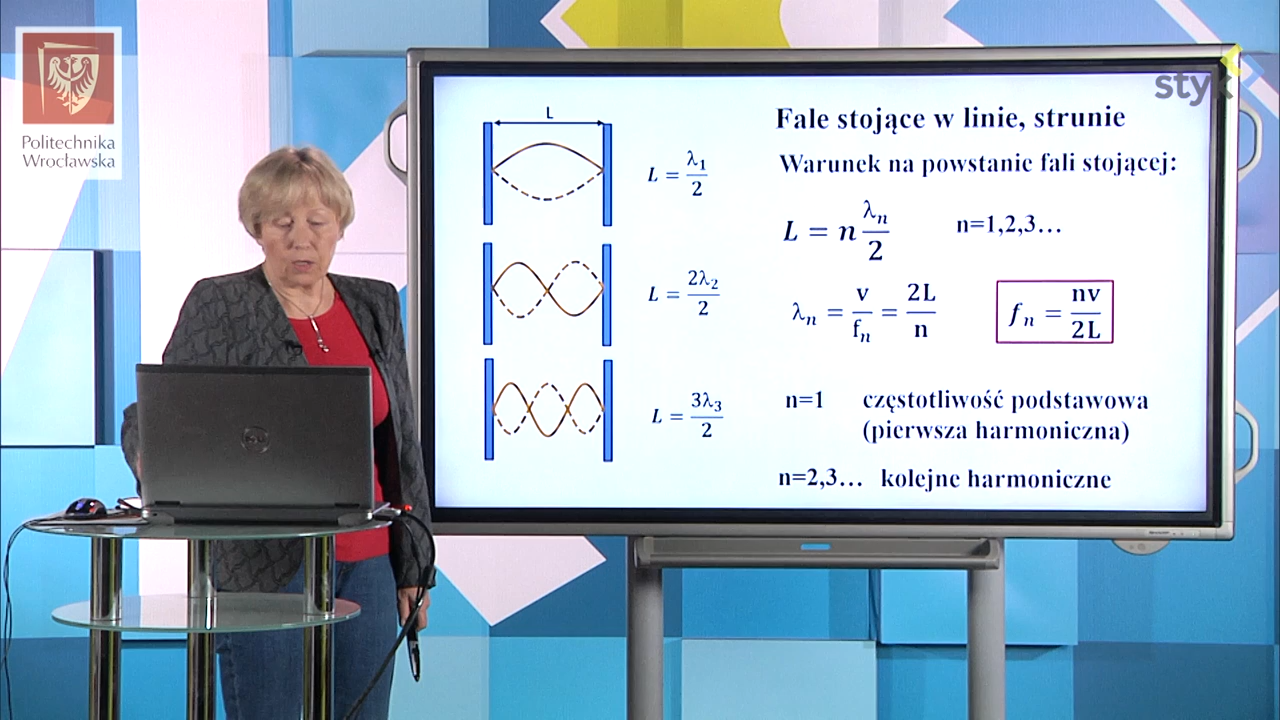 Politechnika
Wrocławska
styk
L
L = λ₁/2
L = 2λ₂/2
L = 3λ₃/2
Fale stojące w linie, strunie
Warunek na powstanie fali stojącej:
L = n λₙ/2 n=1,2,3...
λₙ = v/fₙ = 2L/n fₙ = nv/2L
n=1 częstotliwość podstawowa
(pierwsza harmoniczna)
n=2,3... kolejne harmoniczne